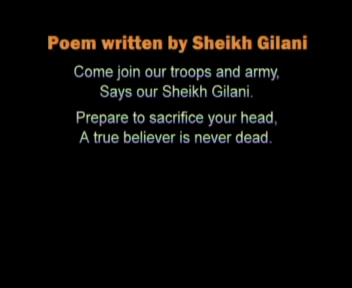 Poem written by Sheikh Gilani
Come join our troops and army,
Says our Sheikh Gilani.
Prepare to sacrifice your head,
A true believer is never dead.